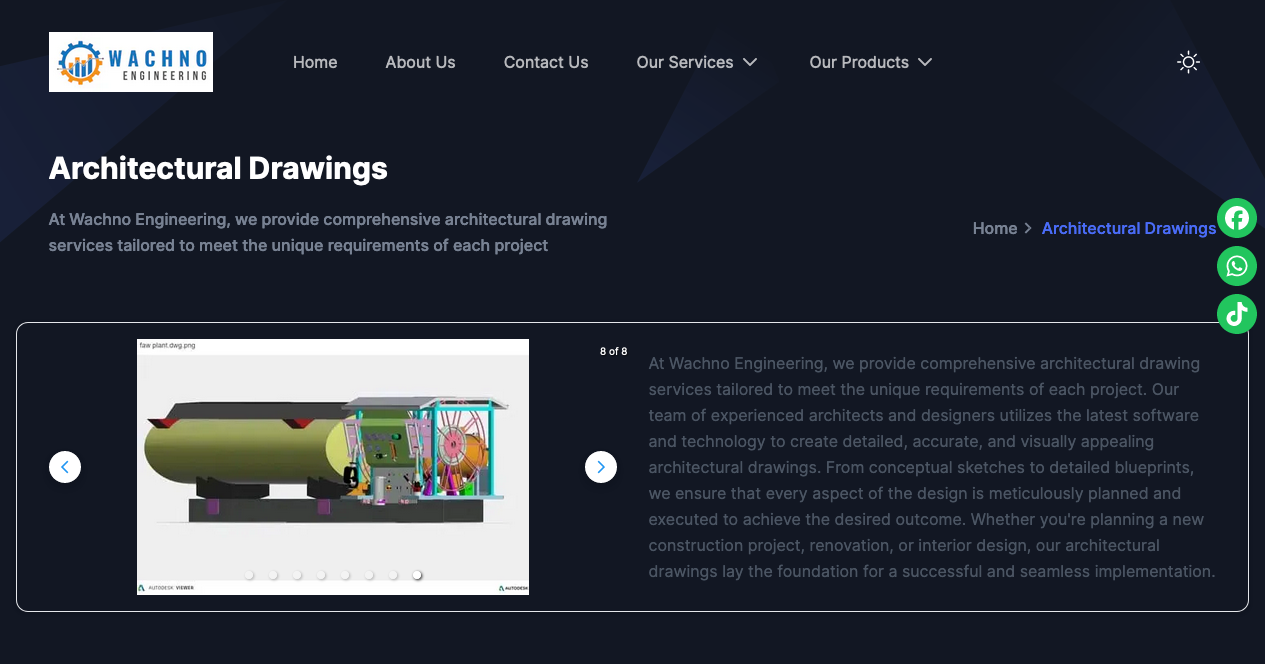 WACHNO
ENGINEERING
Home
About Us
Contact Us
Our Services
Our Products
Architectural Drawings
At Wachno Engineering, we provide comprehensive architectural drawing
services tailored to meet the unique requirements of each project
Home
Architectural Drawings
faw plant.dwg.png
8 of 8
AUTODESK VIEWER
AUTODESK
At Wachno Engineering, we provide comprehensive architectural drawing
services tailored to meet the unique requirements of each project. Our
team of experienced architects and designers utilizes the latest software
and technology to create detailed, accurate, and visually appealing
architectural drawings. From conceptual sketches to detailed blueprints,
we ensure that every aspect of the design is meticulously planned and
executed to achieve the desired outcome. Whether you're planning a new
construction project, renovation, or interior design, our architectural
drawings lay the foundation for a successful and seamless implementation.